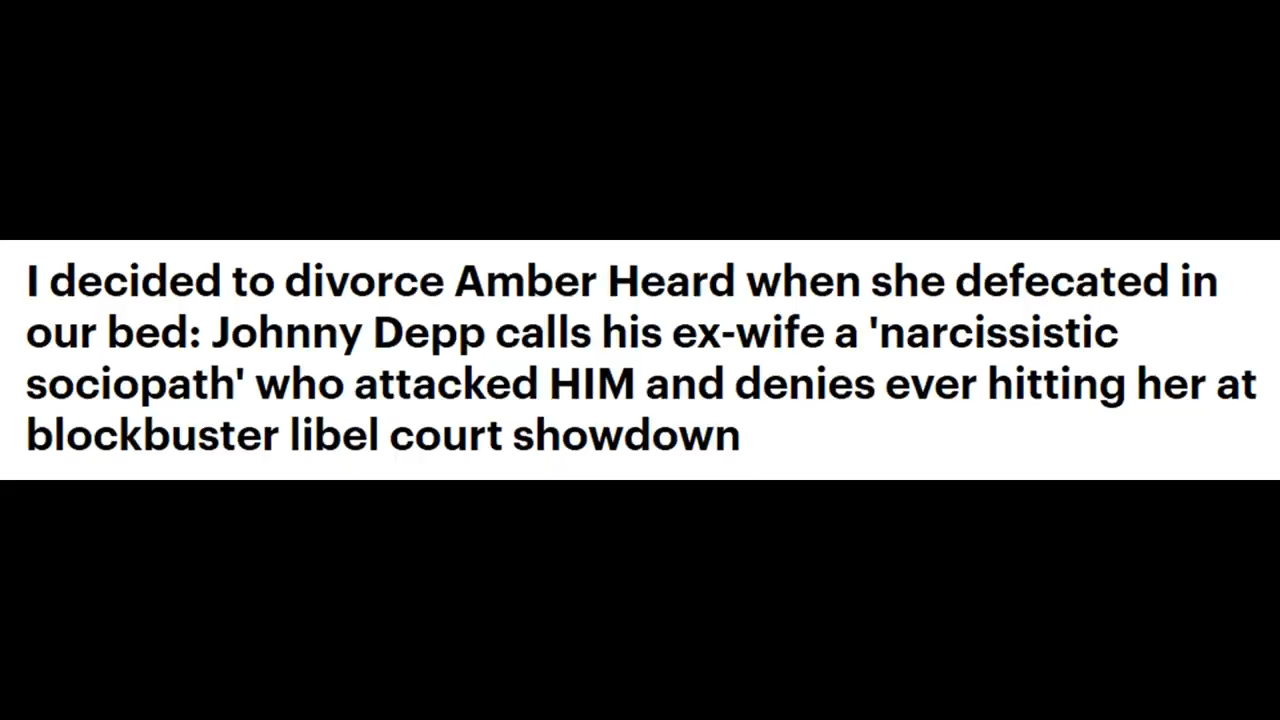 I decided to divorce Amber Heard when she defecated in
our bed: Johnny Depp calls his ex-wife a 'narcissistic
sociopath' who attacked HIM and denies ever hitting her at
blockbuster libel court showdown